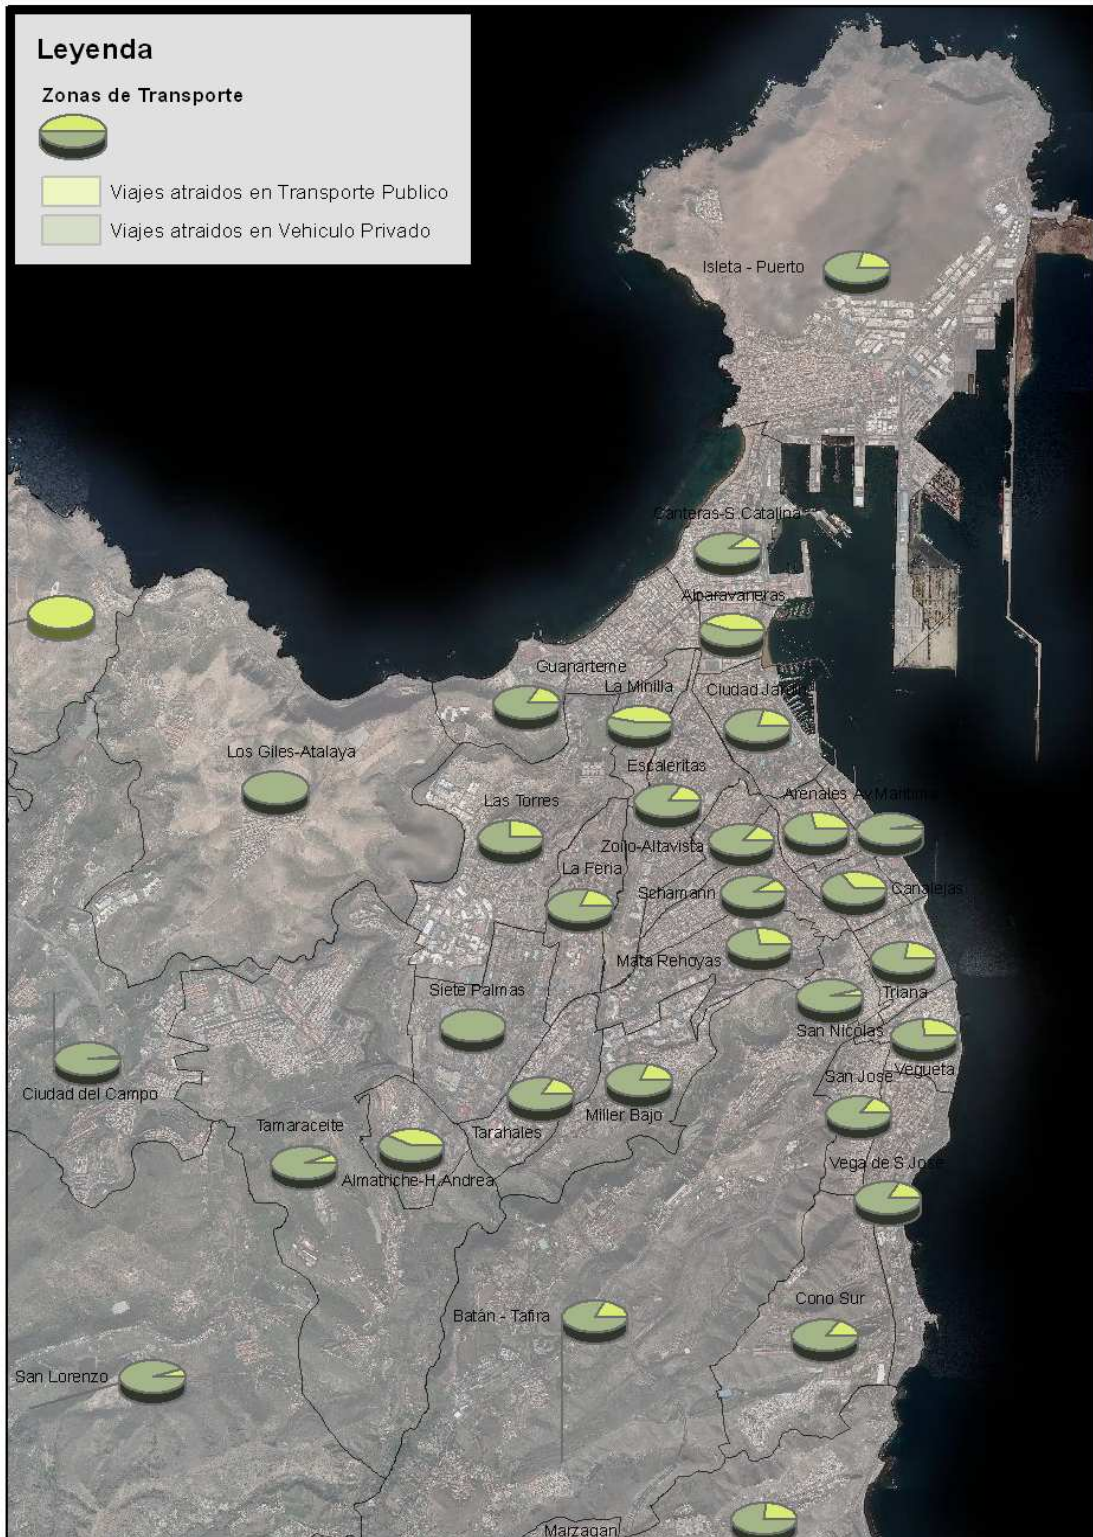 Leyenda
Zonas de Transporte
Viajes atraidos en Transporte Publico
Viajes atraidos en Vehiculo Privado
Isleta - Puerto
Canteras-S.Catalina
Alparavaneras
Guanarteme
La Minilla
Ciudad Jardin
Los Giles-Atalaya
Escaleritas
Las Torres
Arenales
Av.Maritima
Zoilo-Altavista
La Feria
Schamann
Canalejas
Mata Rehoyas
Siete Palmas
Triana
San Nicolas
Vegueta
San Jose
Ciudad del Campo
Miller Bajo
Tamaraceite
Tarahales
Almatriche-H.Andrea
Vega de S.Jose
Cono Sur
Batán - Tafira
San Lorenzo
Marzagan